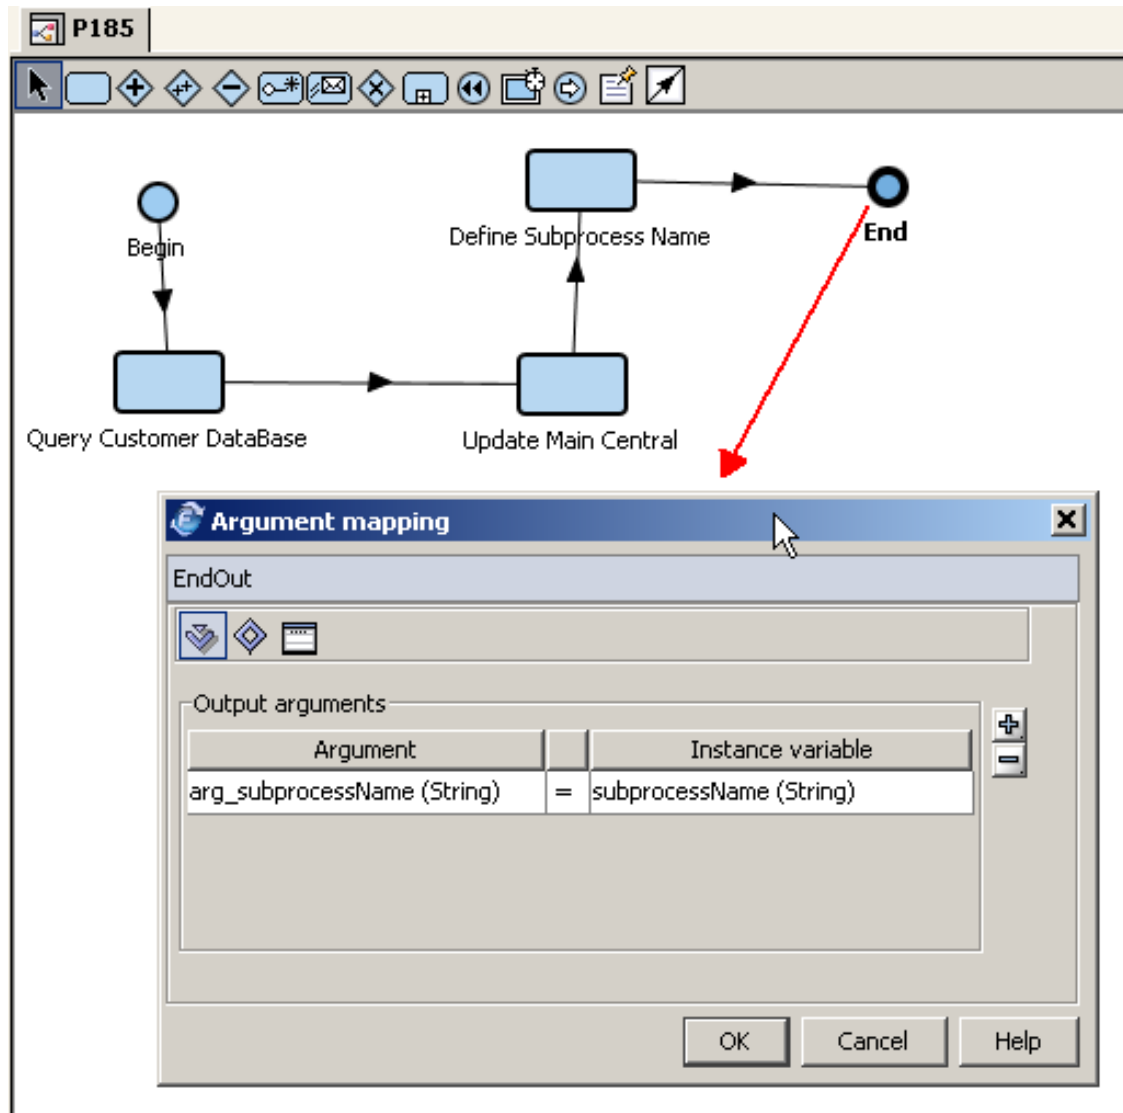 P185
Begin
Define Subprocess Name
End
Query Customer DataBase
Update Main Central
Argument mapping
EndOut
Output arguments
Argument Instance variable
arg_subprocessName (String) = subprocessName (String)
OK Cancel Help